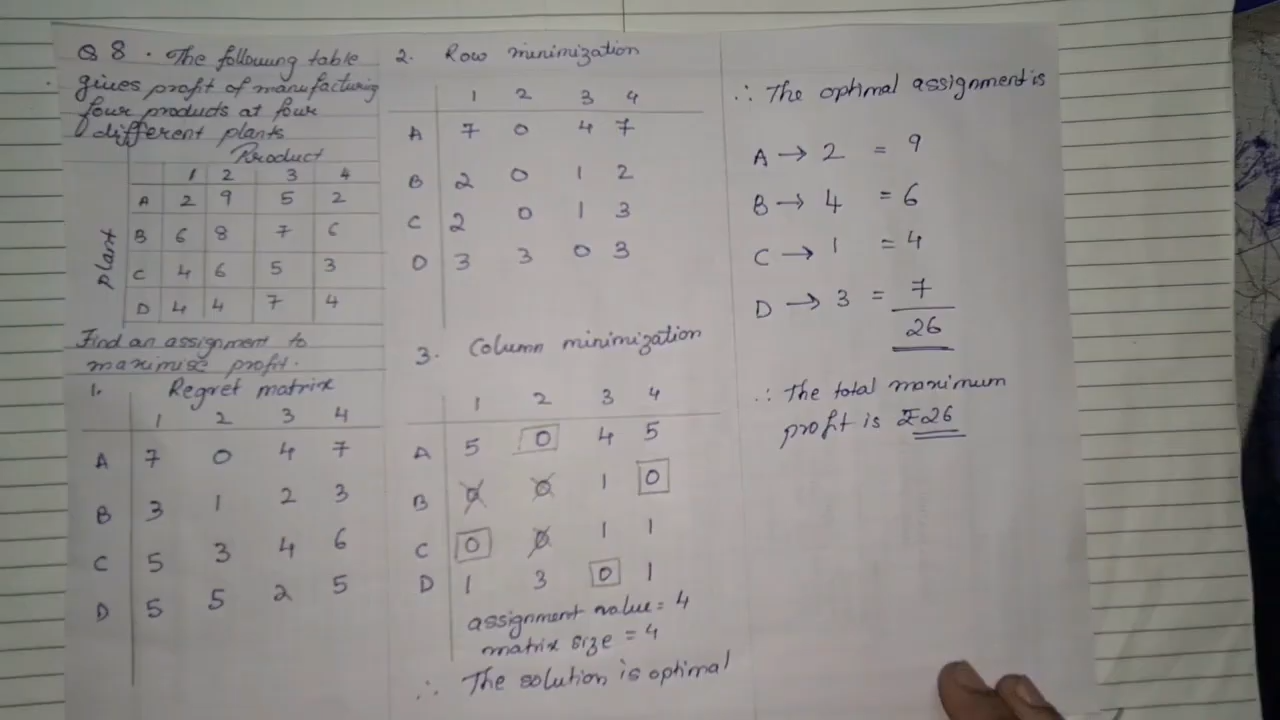 Q 8. The following table
gives profit of manufacturing
four products at four
different plants
Product
1 2 3 4
Plant
A 2 9 5 2
B 6 8 7 6
C 4 6 5 3
D 4 4 7 4
Find an assignment to
maximise profit.
1. Regret matrix
1 2 3 4
A 7 0 4 7
B 3 1 2 3
C 5 3 4 6
D 5 5 2 5
2. Row minimization
1 2 3 4
A 7 0 4 7
B 2 0 1 2
C 2 0 1 3
D 3 3 0 3
3. Column minimization
1 2 3 4
A 5 0 4 5
B 0 0 1 0
C 0 0 1 1
D 1 3 0 1
assignment value = 4
matrix size = 4
∴ The solution is optimal
∴ The optimal assignment is
A → 2 = 9
B → 4 = 6
C → 1 = 4
D → 3 = 7
26
∴ The total maximum
profit is ₹26